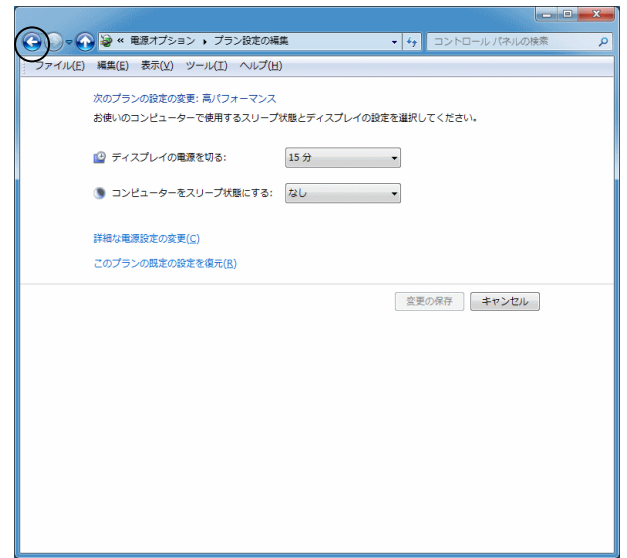 « 電源オプション ▸ プラン設定の編集
コントロール パネルの検索
ファイル(F) 編集(E) 表示(V) ツール(T) ヘルプ(H)
次のプランの設定の変更: 高パフォーマンス
お使いのコンピューターで使用するスリープ状態とディスプレイの設定を選択してください。
ディスプレイの電源を切る: 15 分
コンピューターをスリープ状態にする: なし
詳細な電源設定の変更(C)
このプランの既定の設定を復元(R)
変更の保存 キャンセル